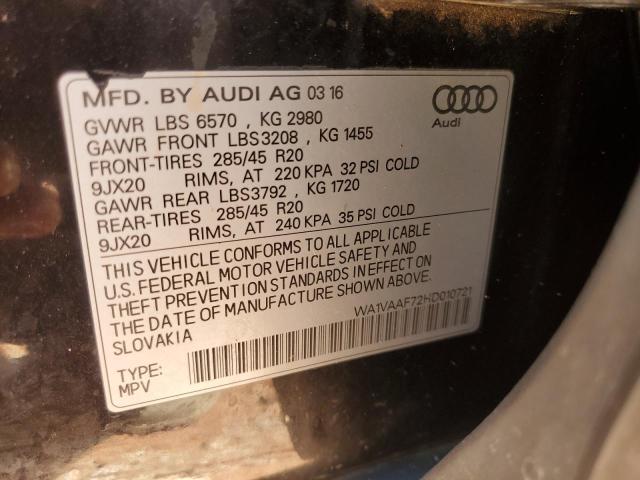 MFD. BY AUDI AG 03 16
Audi
GVWR LBS 6570 , KG 2980
GAWR FRONT LBS3208 , KG 1455
FRONT-TIRES 285/45 R20
9JX20 RIMS, AT 220 KPA 32 PSI COLD
GAWR REAR LBS3792 , KG 1720
REAR-TIRES 285/45 R20
9JX20 RIMS, AT 240 KPA 35 PSI COLD
THIS VEHICLE CONFORMS TO ALL APPLICABLE
U.S. FEDERAL MOTOR VEHICLE SAFETY AND
THEFT PREVENTION STANDARDS IN EFFECT ON
THE DATE OF MANUFACTURE SHOWN ABOVE.
SLOVAKIA
WA1VAAF72HD010721
TYPE:
MPV